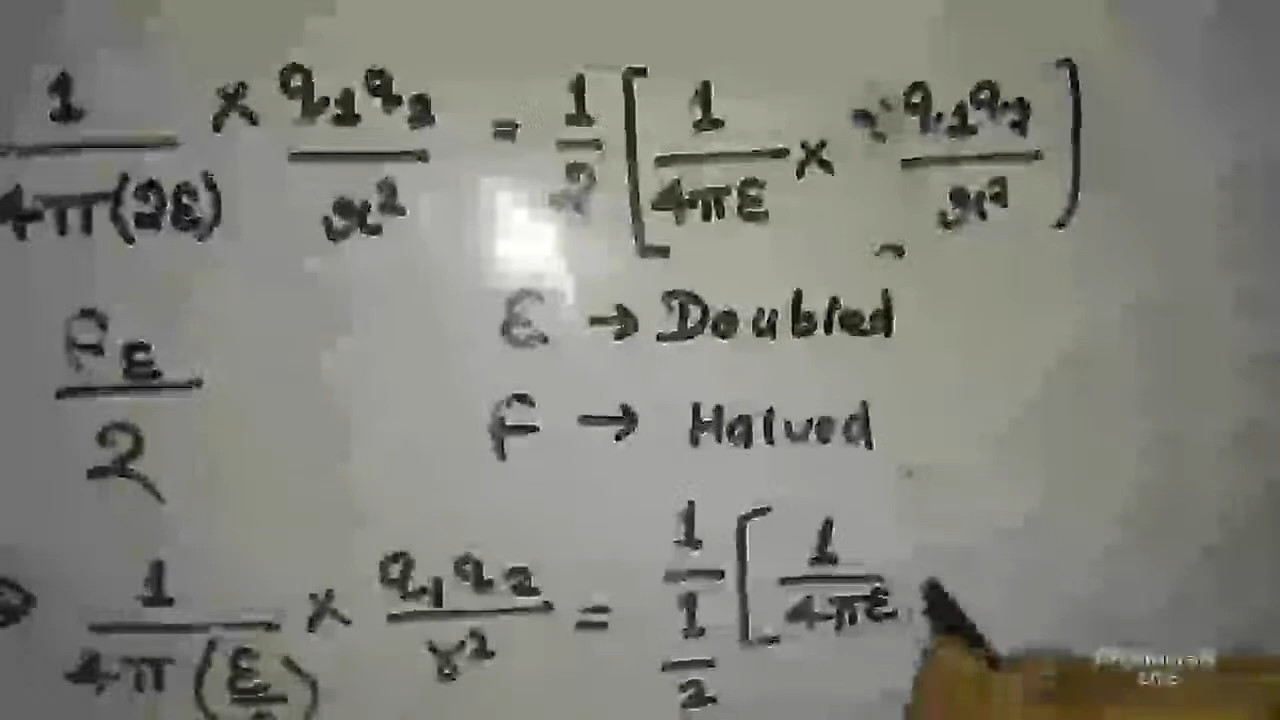 1/4π(2ε) × q₁q₂/r² = 1/2 [1/4πε × q₁q₂/r²]
ε → Doubled
Fε/2
F → Halved
1/4π(ε/ × q₁q₂/r² = 1/1/2 [1/4πε